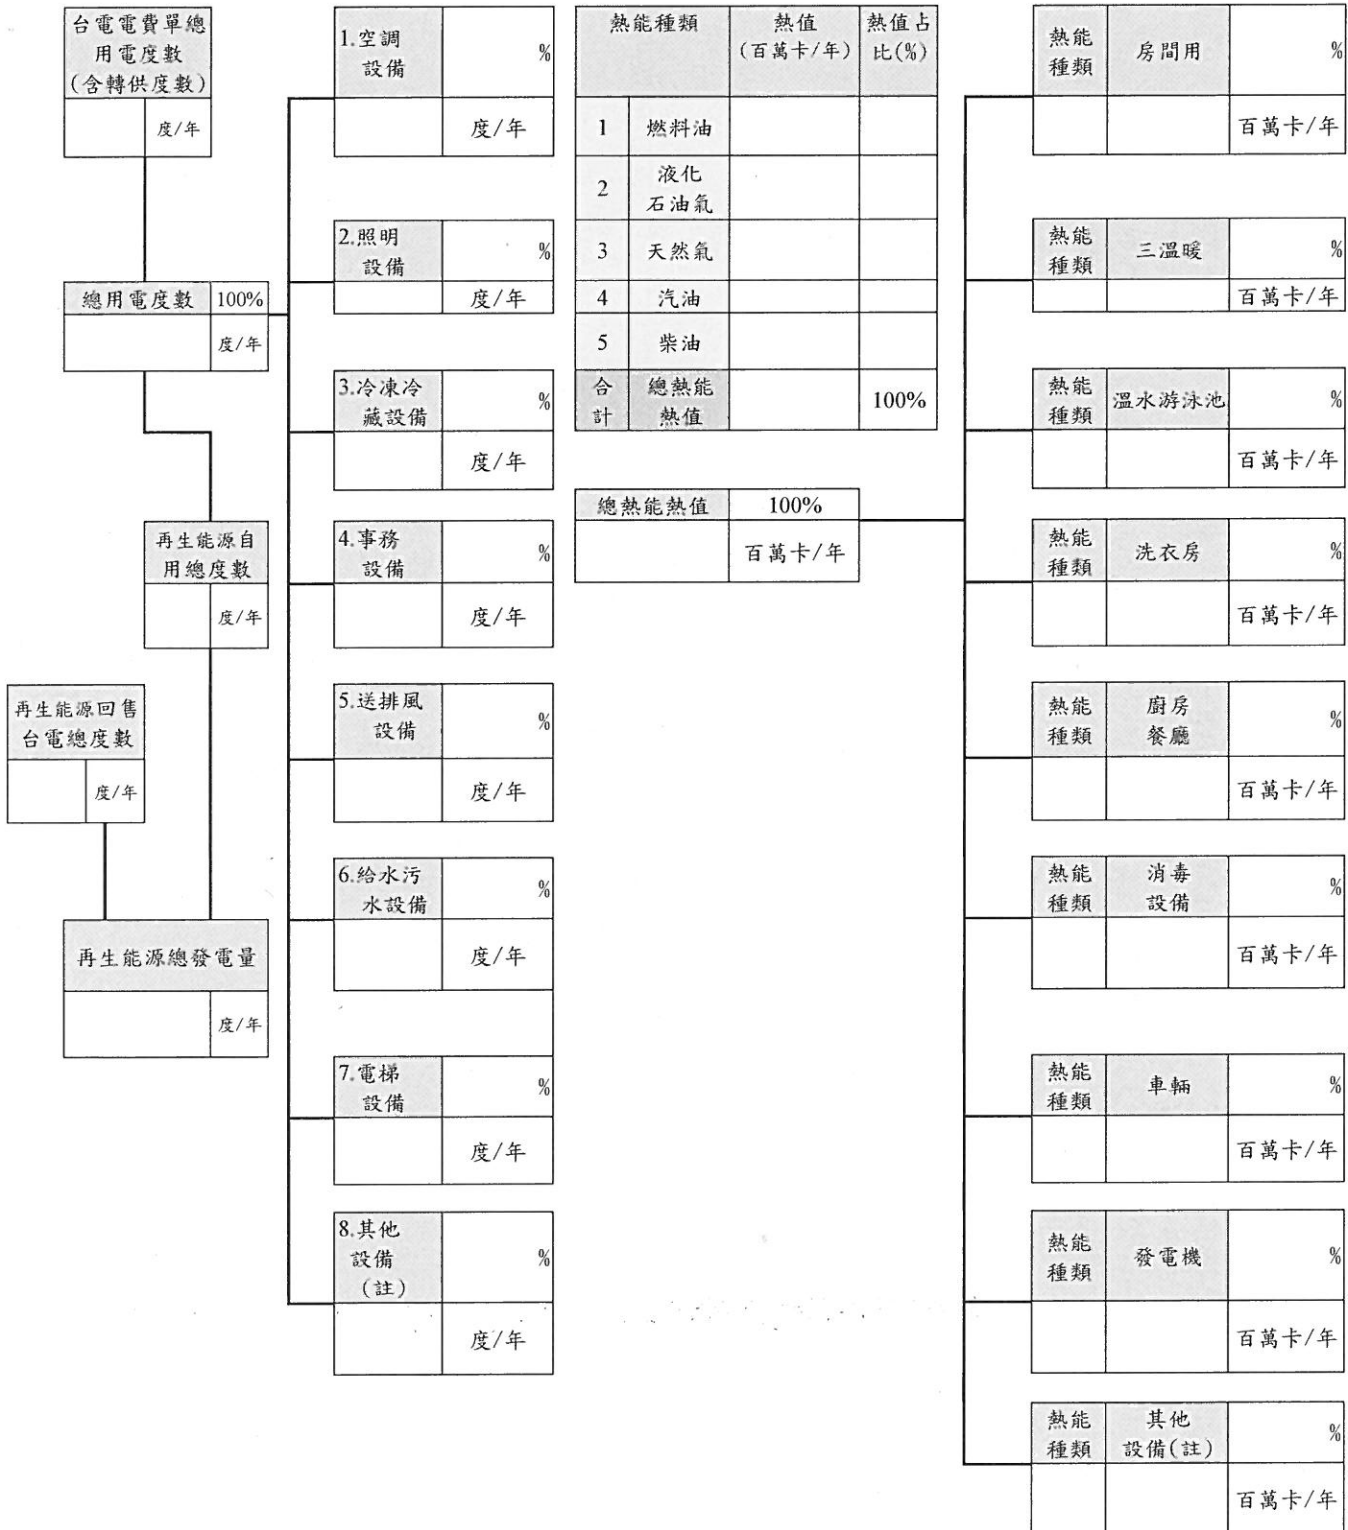 台電電費單總
用電度數
(含轉供度數)
度/年
總用電度數 100%
度/年
再生能源自
用總度數
度/年
再生能源回售
台電總度數
度/年
再生能源總發電量
度/年
1.空調
設備
%
度/年
2.照明
設備
%
度/年
3.冷凍冷
藏設備
%
度/年
4.事務
設備
%
度/年
5.送排風
設備
%
度/年
6.給水污
水設備
%
度/年
7.電梯
設備
%
度/年
8.其他
設備
(註)
%
度/年
熱能種類 熱值 熱值占
(百萬卡/年) 比(%)
1 燃料油
2 液化
石油氣
3 天然氣
4 汽油
5 柴油
合 總熱能
計 熱值
100%
總熱能熱值 100%
百萬卡/年
熱能
種類
房間用
%
百萬卡/年
熱能
種類
三溫暖
%
百萬卡/年
熱能
種類
溫水游泳池
%
百萬卡/年
熱能
種類
洗衣房
%
百萬卡/年
熱能
種類
廚房
餐廳
%
百萬卡/年
熱能
種類
消毒
設備
%
百萬卡/年
熱能
種類
車輛
%
百萬卡/年
熱能
種類
發電機
%
百萬卡/年
熱能
種類
其他
設備(註)
%
百萬卡/年